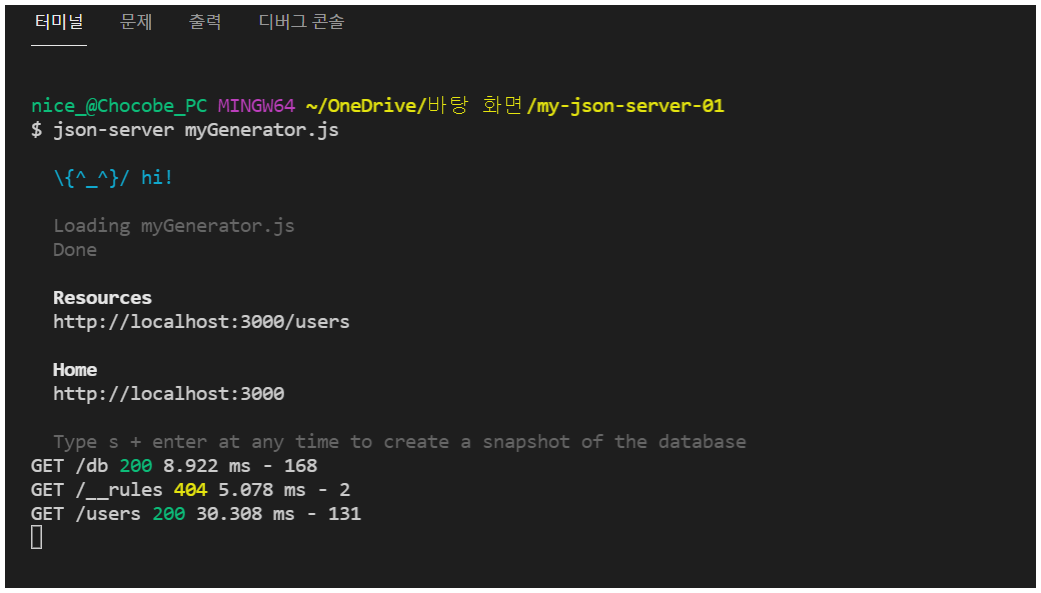 터미널 문제 출력 디버그 콘솔
nice_@Chocobe_PC MINGW64 ~/OneDrive/바탕 화면/my-json-server-01
$ json-server myGenerator.js
\{^_^}/ hi!
Loading myGenerator.js
Done
Resources
http://localhost:3000/users
Home
http://localhost:3000
Type s + enter at any time to create a snapshot of the database
GET /db 200 8.922 ms - 168
GET /__rules 404 5.078 ms - 2
GET /users 200 30.308 ms - 131